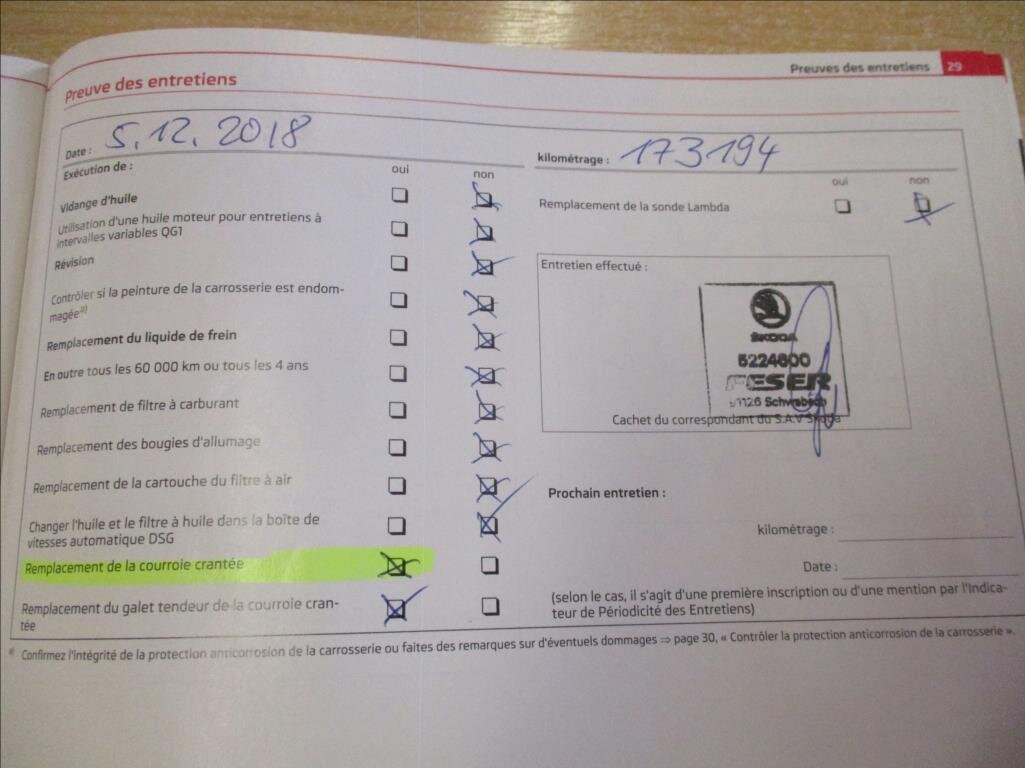 Preuves des entretiens 29
Preuve des entretiens
Date : 5.12.2018
kilométrage : 173194
Exécution de :
oui non
Vidange d'huile
Utilisation d'une huile moteur pour entretiens à
intervalles variables QG1
Révision
Contrôler si la peinture de la carrosserie est endom-
magéea)
Remplacement du liquide de frein
En outre tous les 60 000 km ou tous les 4 ans
Remplacement de filtre à carburant
Remplacement des bougies d'allumage
Remplacement de la cartouche du filtre à air
Changer l'huile et le filtre à huile dans la boîte de
vitesses automatique DSG
Remplacement de la courroie crantée
Remplacement du galet tendeur de la courroie cran-
tée
oui non
Remplacement de la sonde Lambda
Entretien effectué :
ŠKODA
5224600
FESER
91126 Schwabach
Cachet du correspondant du S.A.V Škoda
Prochain entretien :
kilométrage :
Date :
(selon le cas, il s'agit d'une première inscription ou d'une mention par l'Indica-
teur de Périodicité des Entretiens)
a) Confirmez l'intégrité de la protection anticorrosion de la carrosserie ou faites des remarques sur d'éventuels dommages ⇒ page 30, « Contrôler la protection anticorrosion de la carrosserie ».